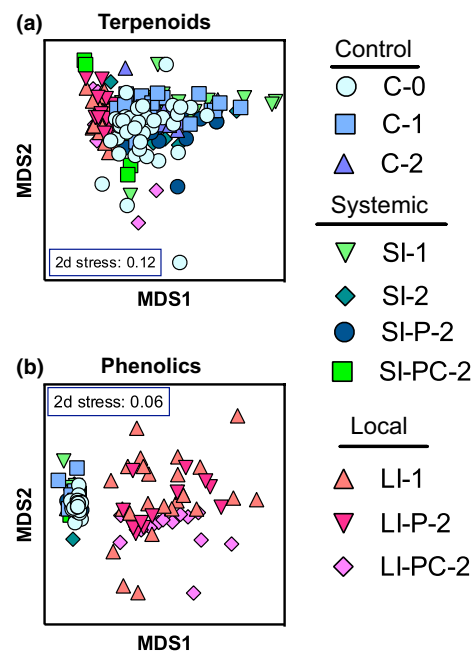 (a) Terpenoids
MDS2
2d stress: 0.12
MDS1
(b) Phenolics
2d stress: 0.06
MDS2
MDS1
Control
C-0
C-1
C-2
Systemic
SI-1
SI-2
SI-P-2
SI-PC-2
Local
LI-1
LI-P-2
LI-PC-2